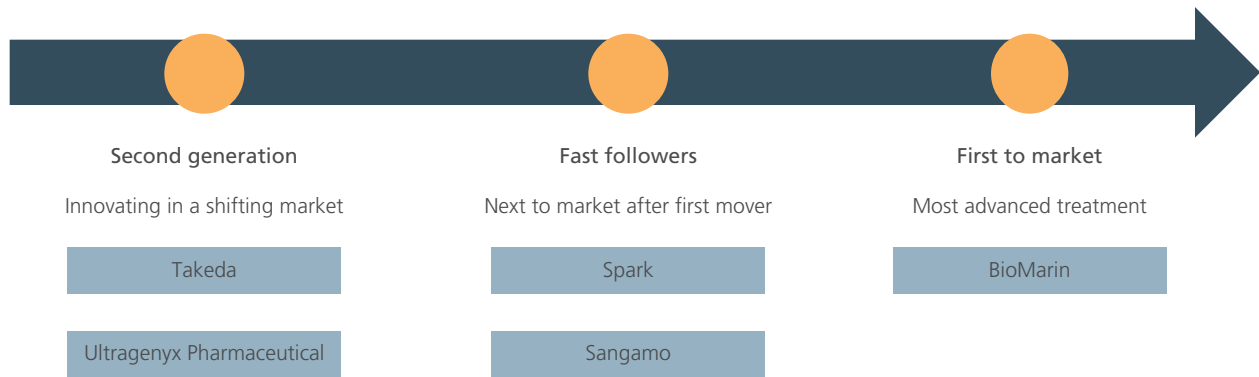 Second generation
Innovating in a shifting market
Takeda
Ultragenyx Pharmaceutical
Fast followers
Next to market after first mover
Spark
Sangamo
First to market
Most advanced treatment
BioMarin